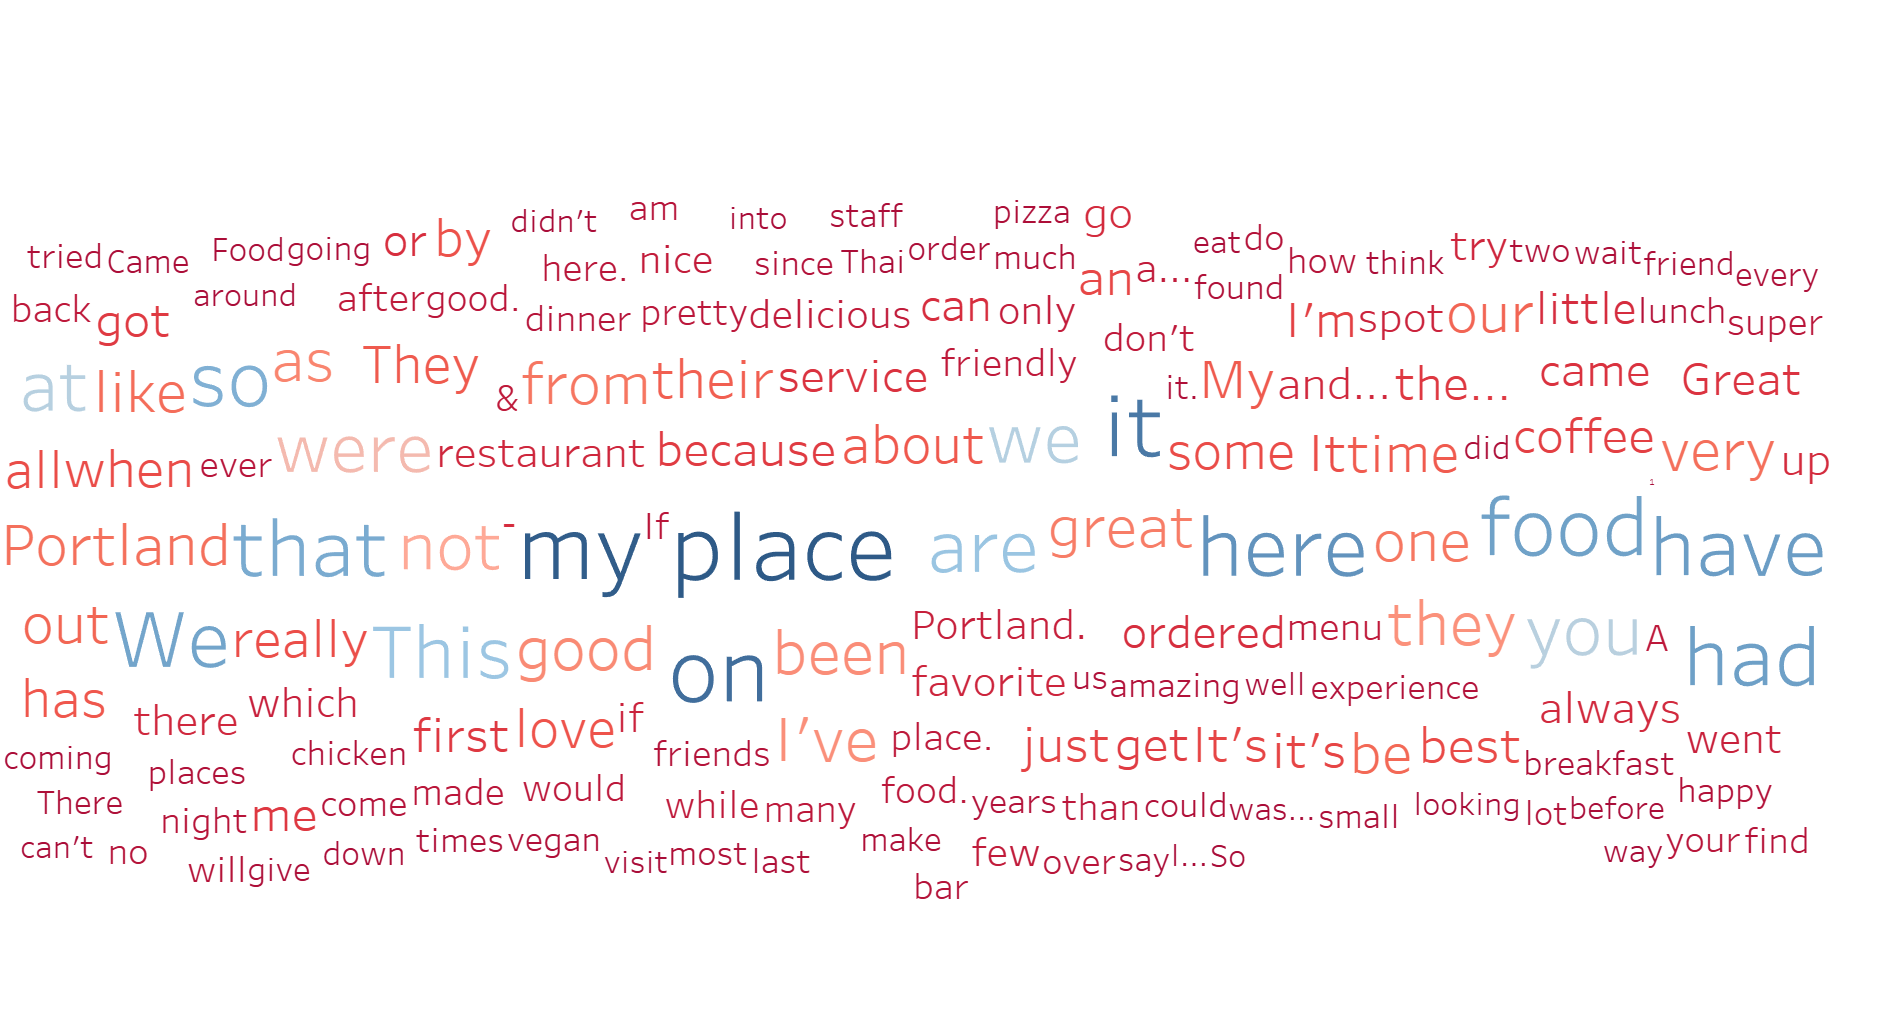 am into staff pizza go
tried Came Food going or by didn't here. nice since Thai order much eat do how think try two wait friend every
back got around after good. dinner pretty delicious can only an a... found I'm spot our little lunch super
at like so as They & from their service friendly don't it. My and... the... came Great
all when ever were restaurant because about we it some It time did coffee very up
1
Portland that not - my If place are great here one food have
out We really This good on been Portland. ordered menu they you A had
has there which first love if I've favorite us amazing well experience always
coming places chicken friends place. just get It's it's be best breakfast went
There night me come made would while many food. years than could was... small looking lot before happy
can't no will give down times vegan visit most last make few over say I... So way your find
bar